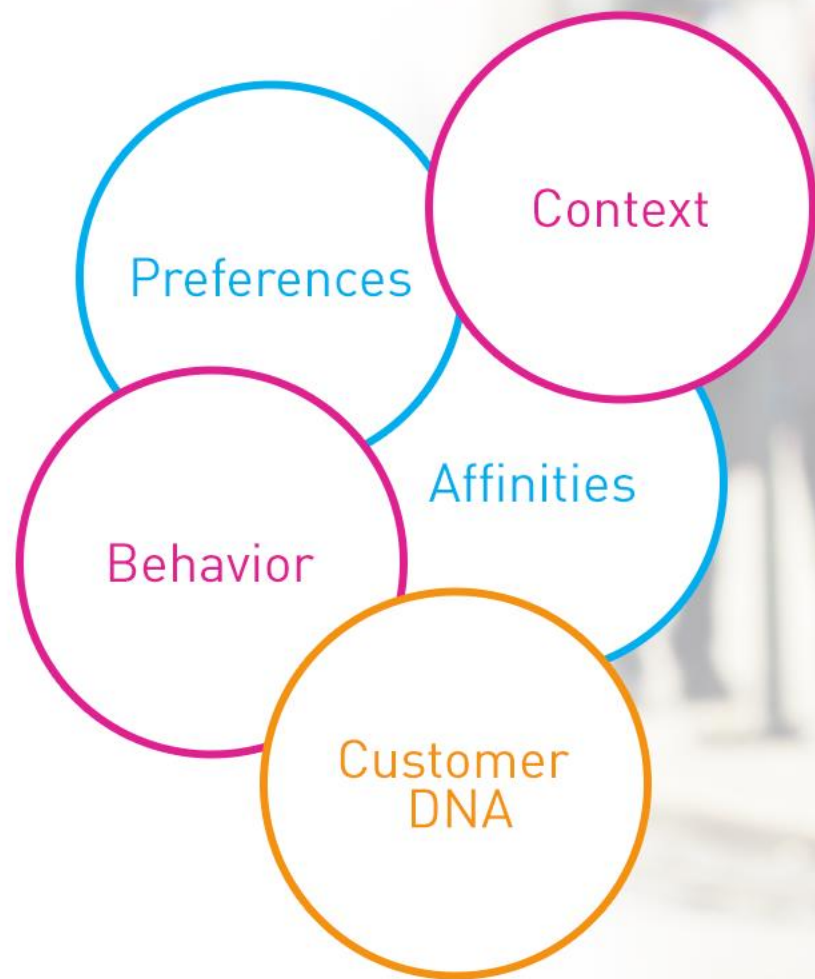 Context
Preferences
Affinities
Behavior
Customer
DNA